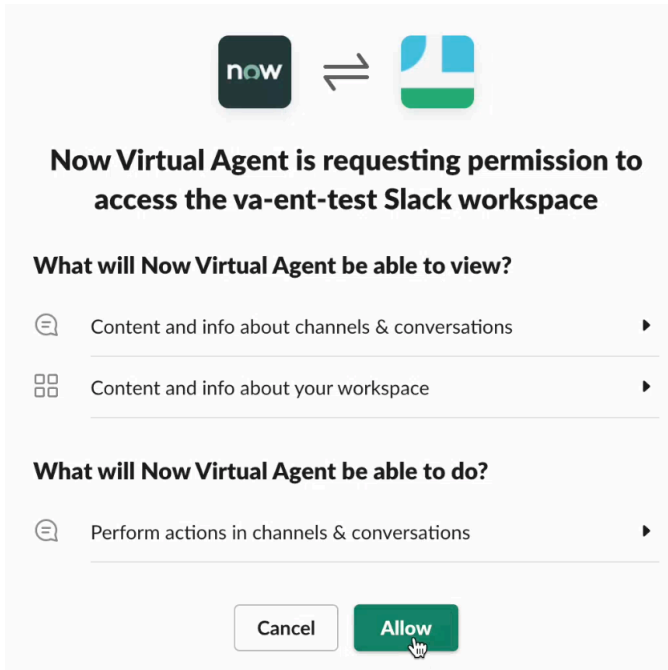 now
Now Virtual Agent is requesting permission to
access the va-ent-test Slack workspace
What will Now Virtual Agent be able to view?
Content and info about channels & conversations
Content and info about your workspace
What will Now Virtual Agent be able to do?
Perform actions in channels & conversations
Cancel
Allow